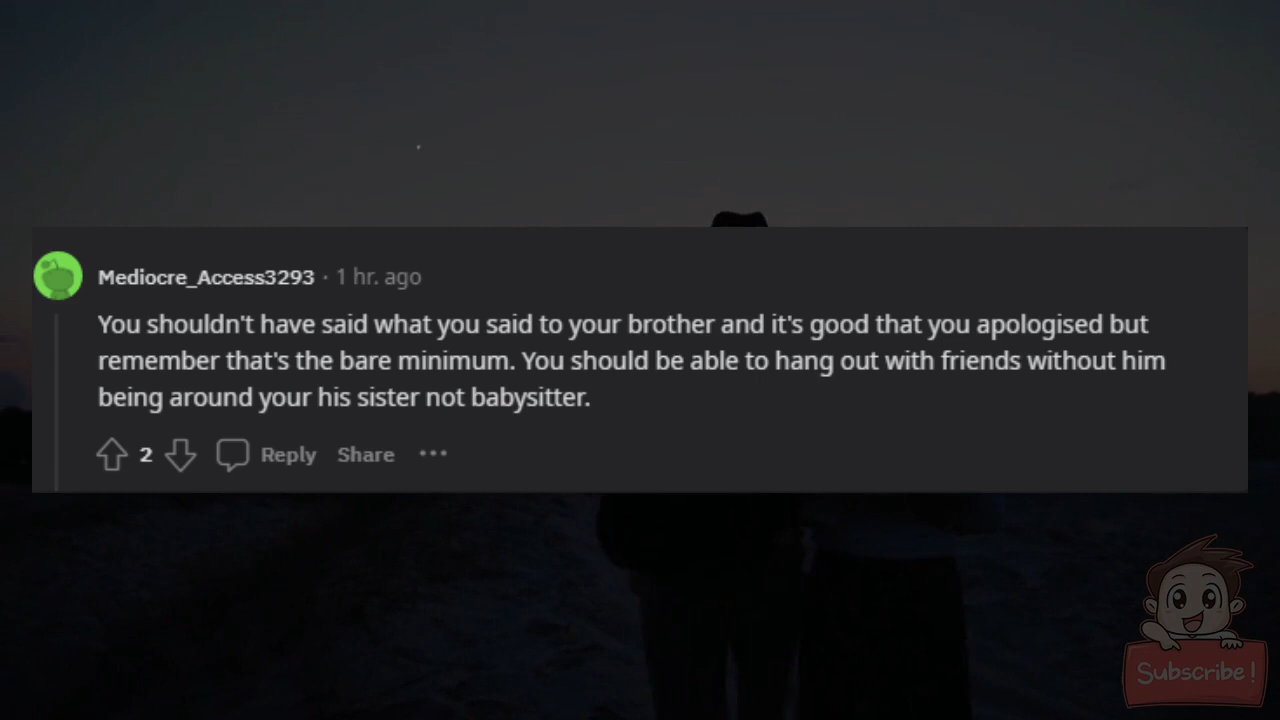 Mediocre_Access3293 · 1 hr. ago
You shouldn't have said what you said to your brother and it's good that you apologised but
remember that's the bare minimum. You should be able to hang out with friends without him
being around your his sister not babysitter.
2 Reply Share ···
Subscribe!